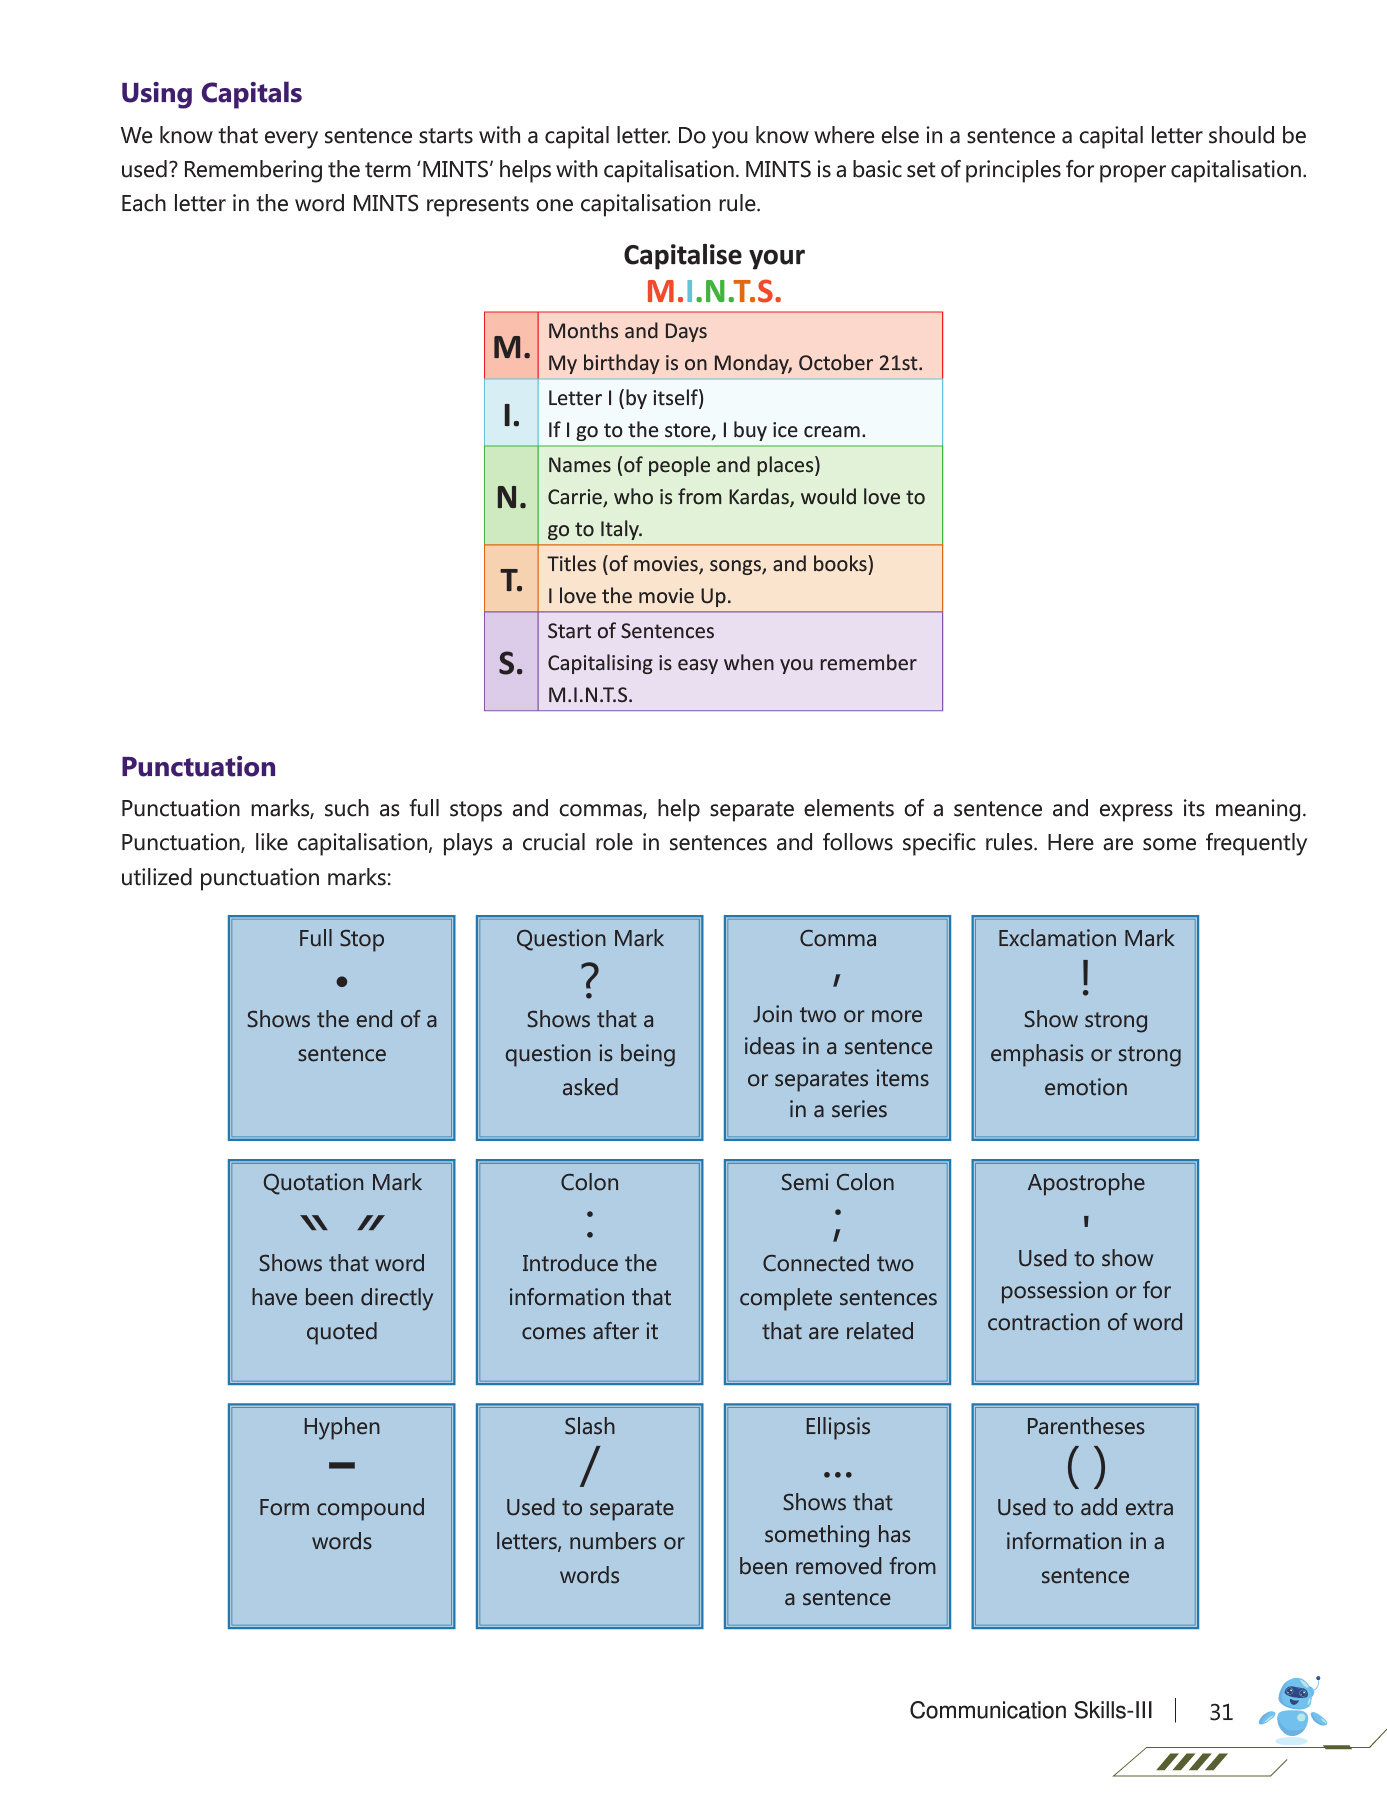 Using Capitals
We know that every sentence starts with a capital letter. Do you know where else in a sentence a capital letter should be
used? Remembering the term ‘MINTS’ helps with capitalisation. MINTS is a basic set of principles for proper capitalisation.
Each letter in the word MINTS represents one capitalisation rule.
Capitalise your
M.I.N.T.S.
M.
Months and Days
My birthday is on Monday, October 21st.
I.
Letter I (by itself)
If I go to the store, I buy ice cream.
N.
Names (of people and places)
Carrie, who is from Kardas, would love to
go to Italy.
T.
Titles (of movies, songs, and books)
I love the movie Up.
S.
Start of Sentences
Capitalising is easy when you remember
M.I.N.T.S.
Punctuation
Punctuation marks, such as full stops and commas, help separate elements of a sentence and express its meaning.
Punctuation, like capitalisation, plays a crucial role in sentences and follows specific rules. Here are some frequently
utilized punctuation marks:
Full Stop
.
Shows the end of a
sentence
Question Mark
?
Shows that a
question is being
asked
Comma
,
Join two or more
ideas in a sentence
or separates items
in a series
Exclamation Mark
!
Show strong
emphasis or strong
emotion
Quotation Mark
‟ ”
Shows that word
have been directly
quoted
Colon
:
Introduce the
information that
comes after it
Semi Colon
;
Connected two
complete sentences
that are related
Apostrophe
'
Used to show
possession or for
contraction of word
Hyphen
-
Form compound
words
Slash
/
Used to separate
letters, numbers or
words
Ellipsis
...
Shows that
something has
been removed from
a sentence
Parentheses
( )
Used to add extra
information in a
sentence
Communication Skills-III
31